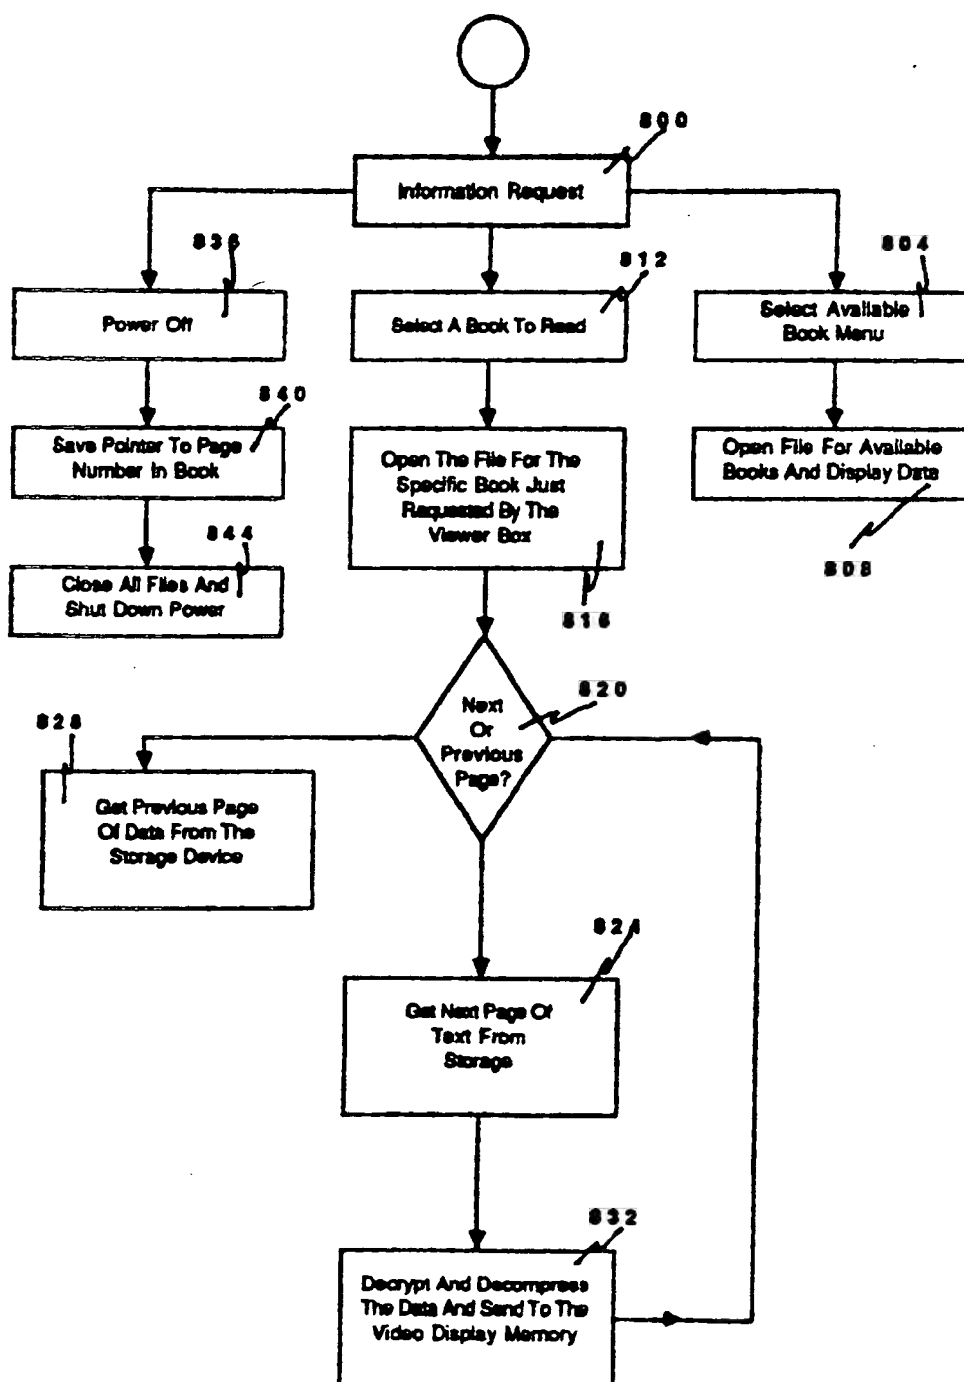 800
Information Request
836
812
804
Power Off
Select A Book To Read
Select Available
Book Menu
840
Save Pointer To Page
Number In Book
Open The File For The
Specific Book Just
Requested By The
Viewer Box
Open File For Available
Books And Display Data
844
808
Close All Files And
Shut Down Power
816
820
Next
Or
Previous
Page?
828
Get Previous Page
Of Data From The
Storage Device
824
Get Next Page Of
Text From
Storage
832
Decrypt And Decompress
The Data And Send To The
Video Display Memory